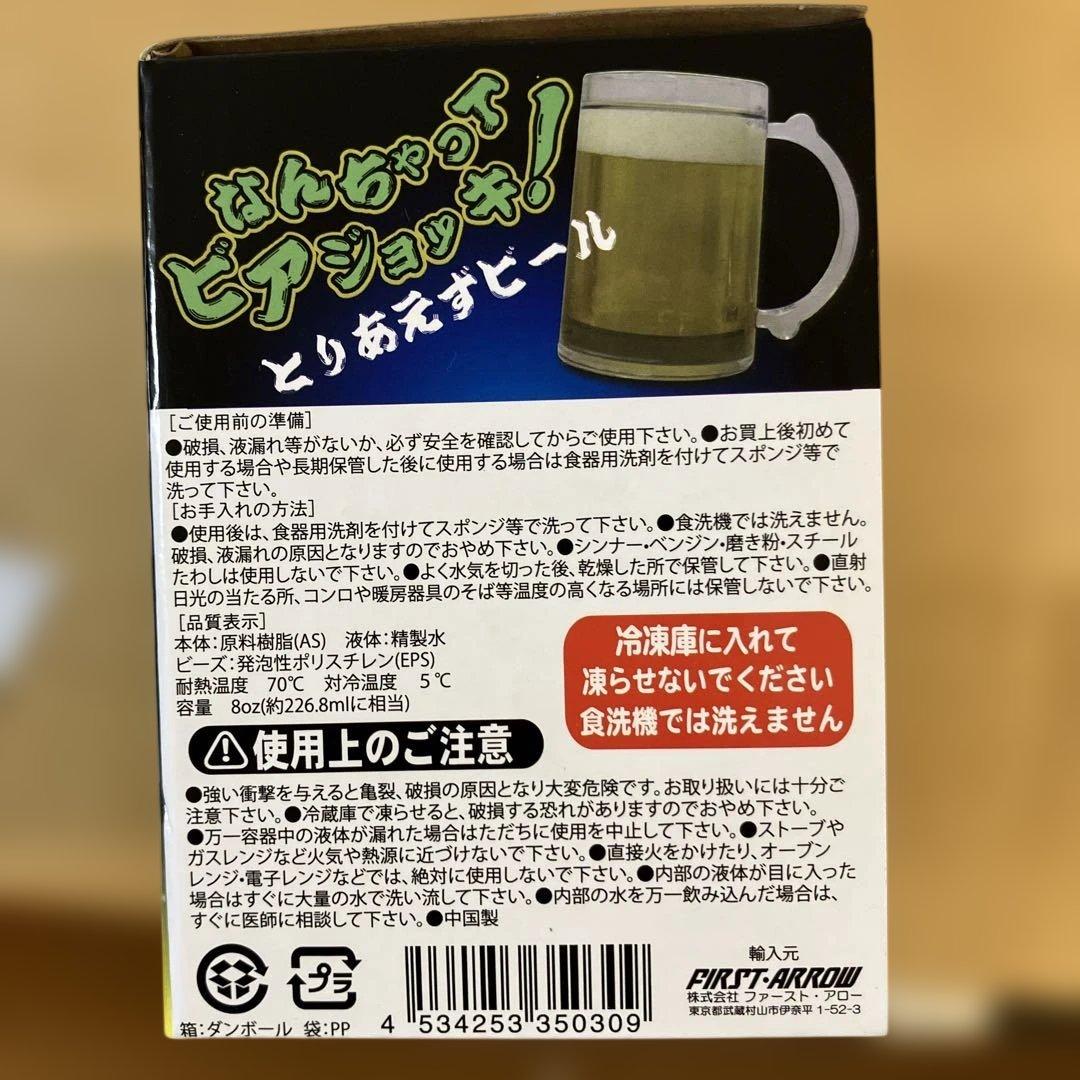 なんちゃって
ビアジョッキ!
とりあえずビール
[ご使用前の準備]
●破損、液漏れ等がないか、必ず安全を確認してからご使用下さい。●お買上後初めて
使用する場合や長期保管した後に使用する場合は食器用洗剤を付けてスポンジ等で
洗って下さい。
[お手入れの方法]
●使用後は、食器用洗剤を付けてスポンジ等で洗って下さい。●食洗機では洗えません。
破損、液漏れの原因となりますのでおやめ下さい。●シンナー・ベンジン・磨き粉・スチール
たわしは使用しないで下さい。●よく水気を切った後、乾燥した所で保管して下さい。●直射
日光の当たる所、コンロや暖房器具のそば等温度の高くなる場所には保管しないで下さい。
[品質表示]
本体:原料樹脂(AS) 液体:精製水
ビーズ:発泡性ポリスチレン(EPS)
耐熱温度 70℃ 対冷温度 5℃
容量 8oz(約226.8mlに相当)
冷凍庫に入れて
凍らせないでください
食洗機では洗えません
使用上のご注意
●強い衝撃を与えると亀裂、破損の原因となり大変危険です。お取り扱いには十分ご
注意下さい。●冷蔵庫で凍らせると、破損する恐れがありますのでおやめ下さい。
●万一容器中の液体が漏れた場合はただちに使用を中止して下さい。●ストーブや
ガスレンジなど火気や熱源に近づけないで下さい。●直接火をかけたり、オーブン
レンジ・電子レンジなどでは、絶対に使用しないで下さい。●内部の液体が目に入った
場合はすぐに大量の水で洗い流して下さい。●内部の水を万一飲み込んだ場合は、
すぐに医師に相談して下さい。●中国製
プラ
箱:ダンボール 袋:PP
4 534253 350309
輸入元
FIRST・ARROW
株式会社 ファースト・アロー
東京都武蔵村山市伊奈平 1-52-3